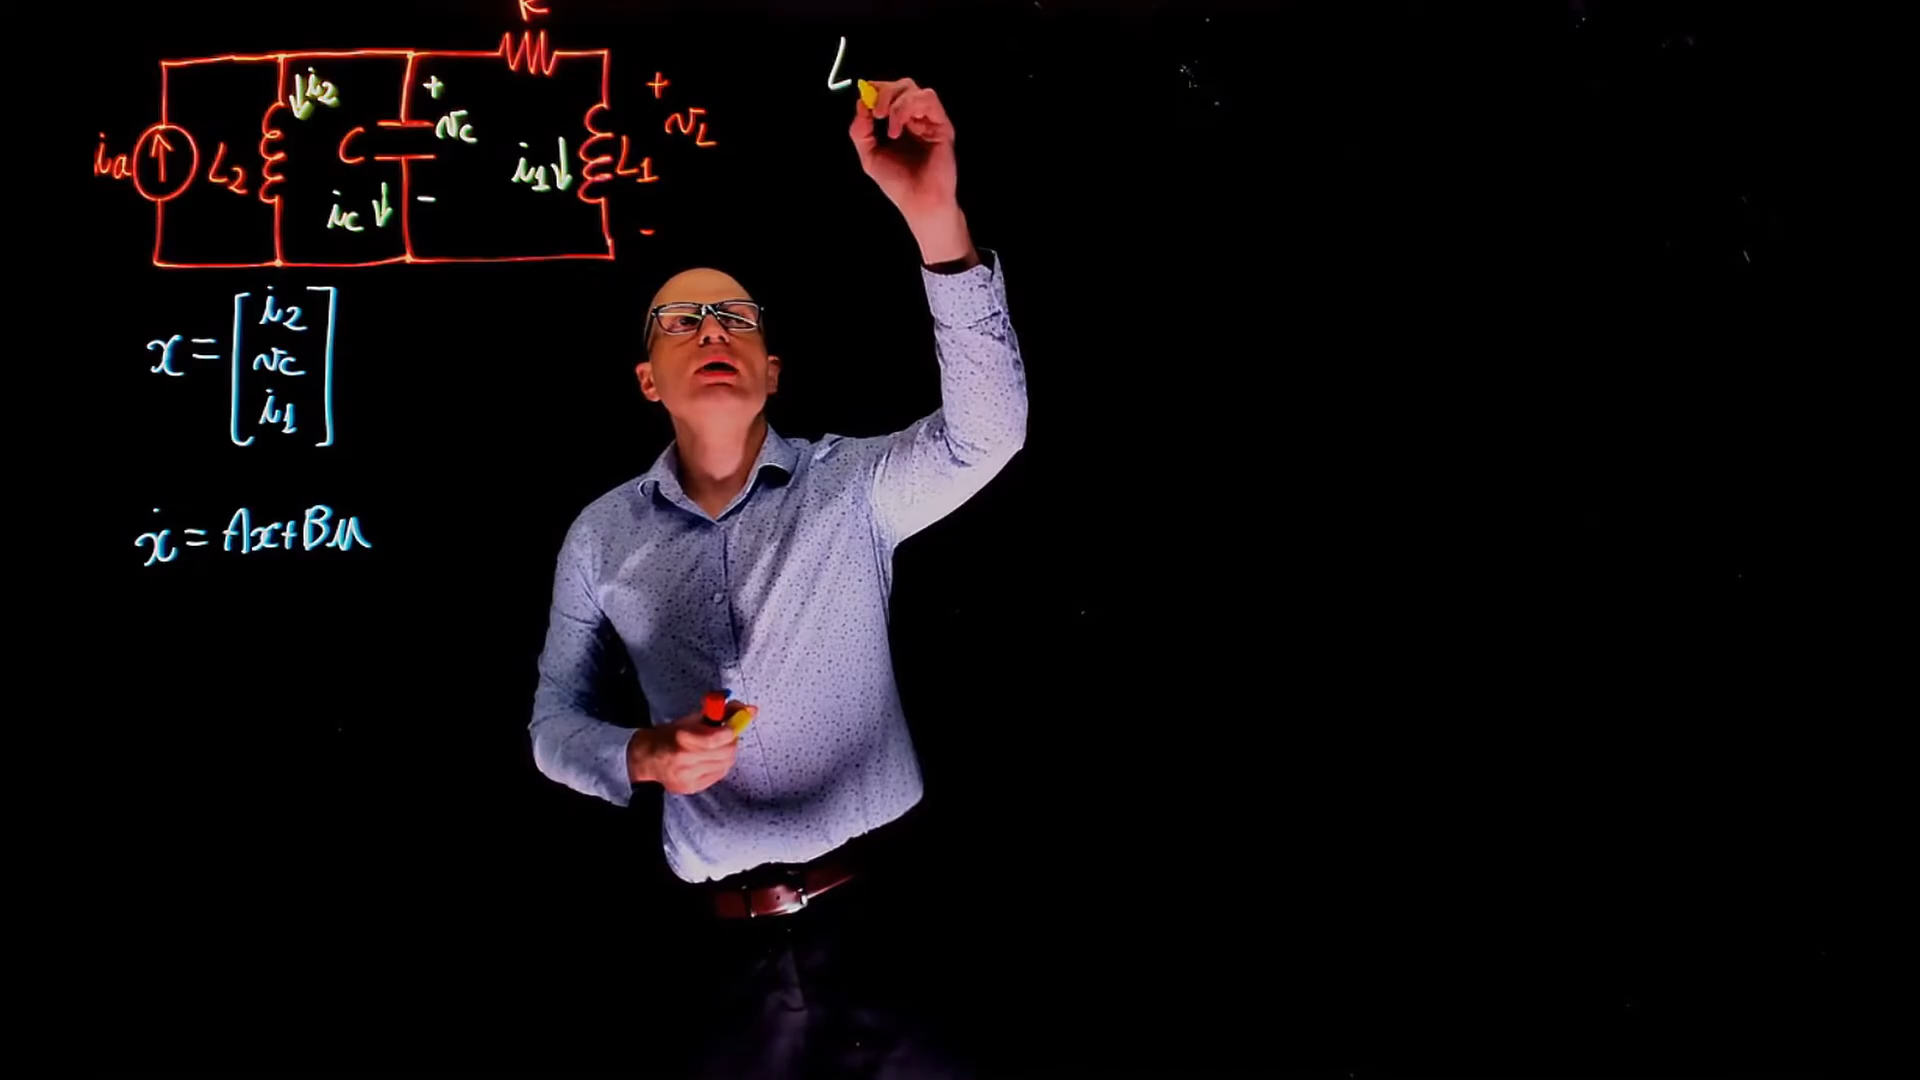 R
+
i2
+
vc
vL
ia
L2
C
i1
L1
ic
-
-
x = [i2
vc
i1]
ẋ = Ax + Bu
L